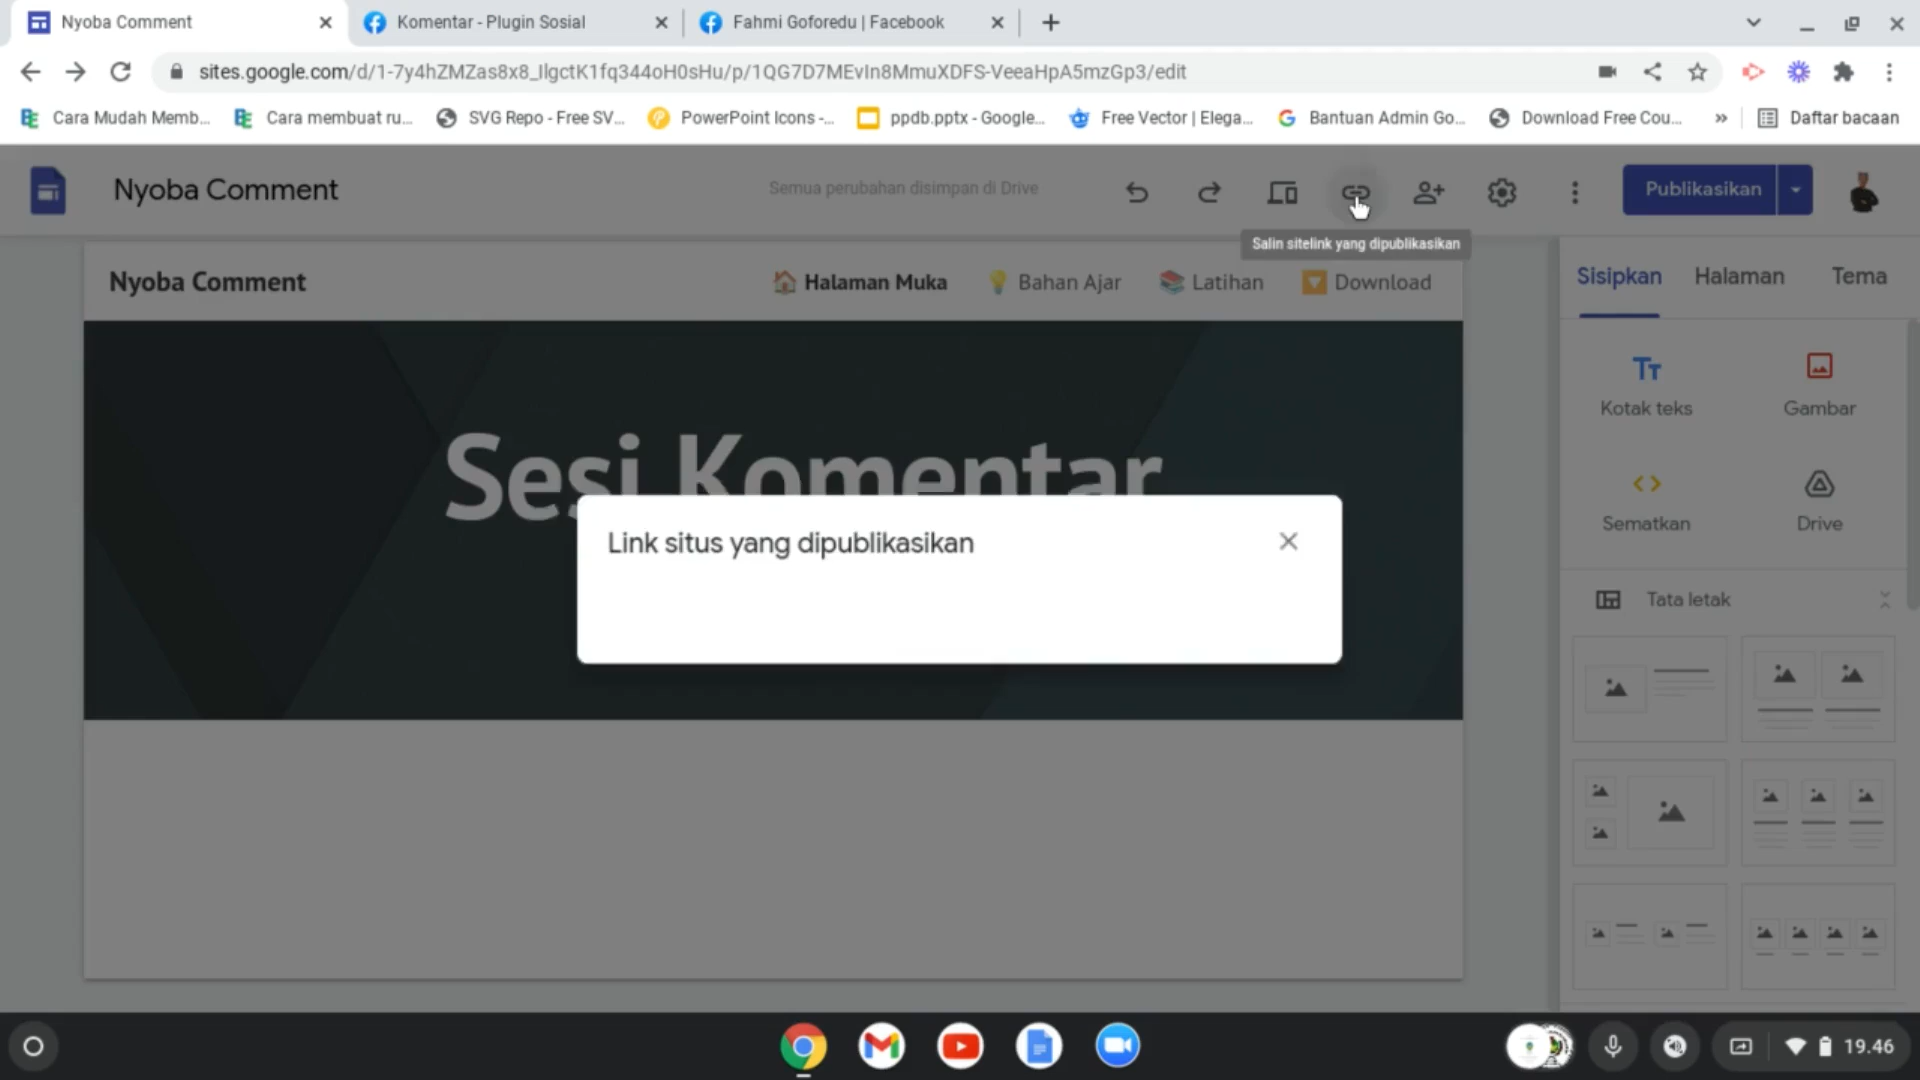 Nyoba Comment
Komentar - Plugin Sosial
Fahmi Goforedu | Facebook
sites.google.com/d/1-7y4hZMZas8x8_IlgctK1fq344oH0sHu/p/1QG7D7MEvIn8MmuXDFS-VeeaHpA5mzGp3/edit
Cara Mudah Memb...
Cara membuat ru...
SVG Repo - Free SV...
PowerPoint Icons -...
ppdb.pptx - Google...
Free Vector | Elega...
Bantuan Admin Go...
Download Free Cou...
»
Daftar bacaan
Nyoba Comment
Semua perubahan disimpan di Drive
Publikasikan
Salin sitelink yang dipublikasikan
Nyoba Comment
Halaman Muka
Bahan Ajar
Latihan
Download
Sisipkan
Halaman
Tema
Sesi Komentar
Link situs yang dipublikasikan
Kotak teks
Gambar
Sematkan
Drive
Tata letak
19.46